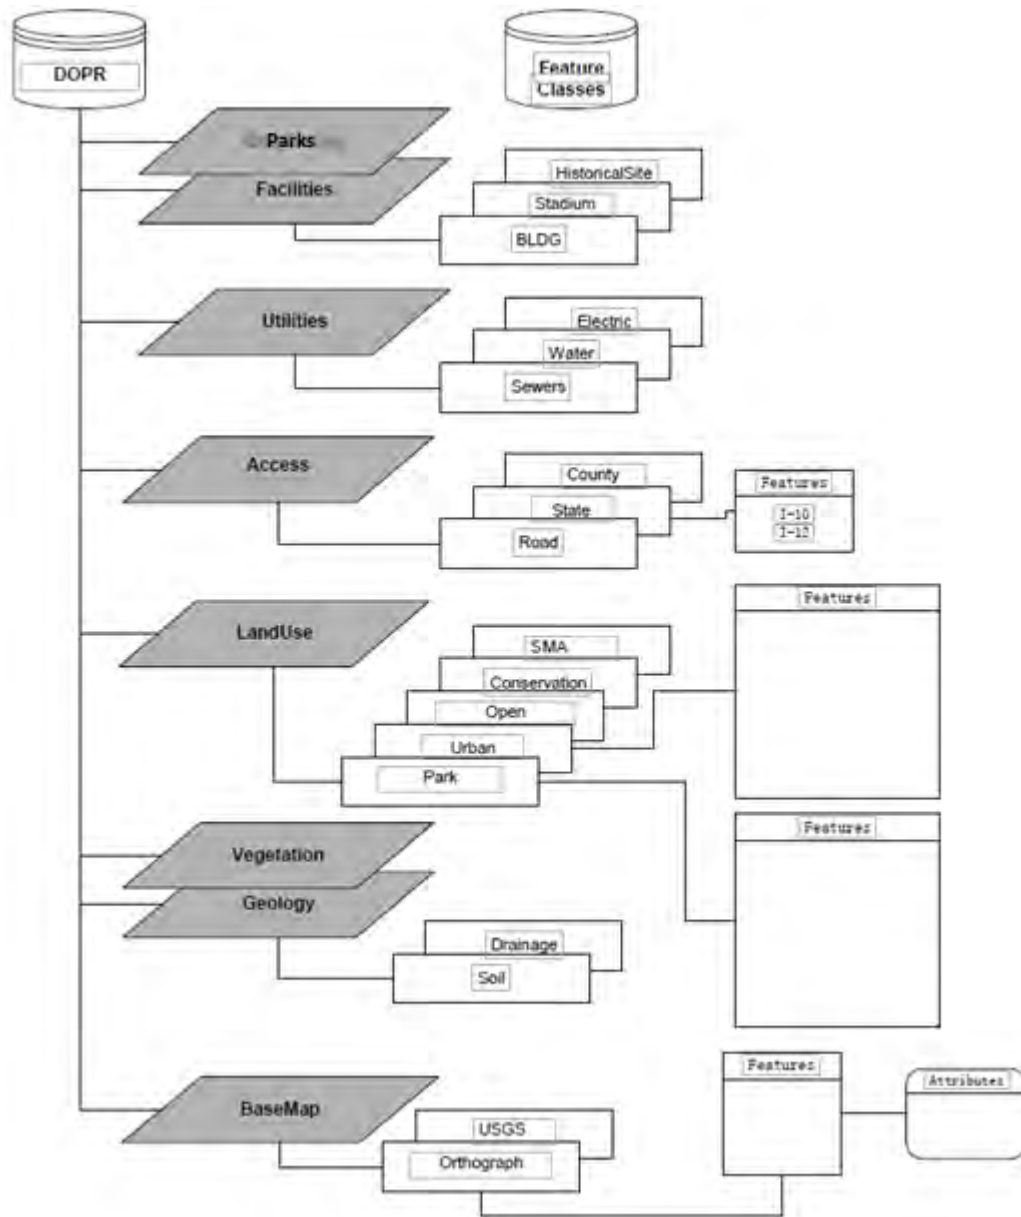 DOPR
Feature
Classes
Parks
Facilities
HistoricalSite
Stadium
BLDG
Utilities
Electric
Water
Sewers
Access
County
State
Road
Features
I-10
I-12
LandUse
SMA
Conservation
Open
Urban
Park
Features
Vegetation
Geology
Features
Drainage
Soil
BaseMap
USGS
Orthograph
Features
Attributes